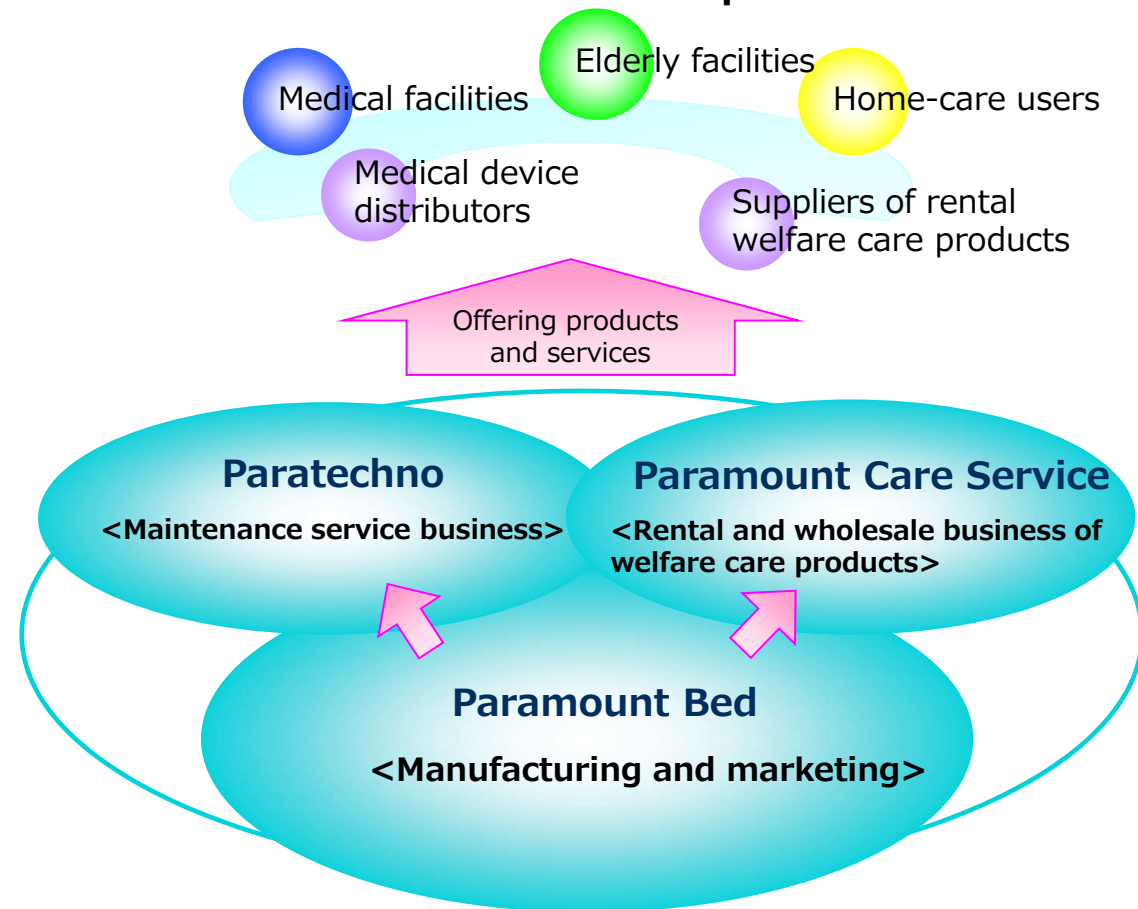 Elderly facilities
Medical facilities
Home-care users
Medical device
distributors
Suppliers of rental
welfare care products
Offering products
and services
Paratechno
<Maintenance service business>
Paramount Care Service
<Rental and wholesale business of
welfare care products>
Paramount Bed
<Manufacturing and marketing>